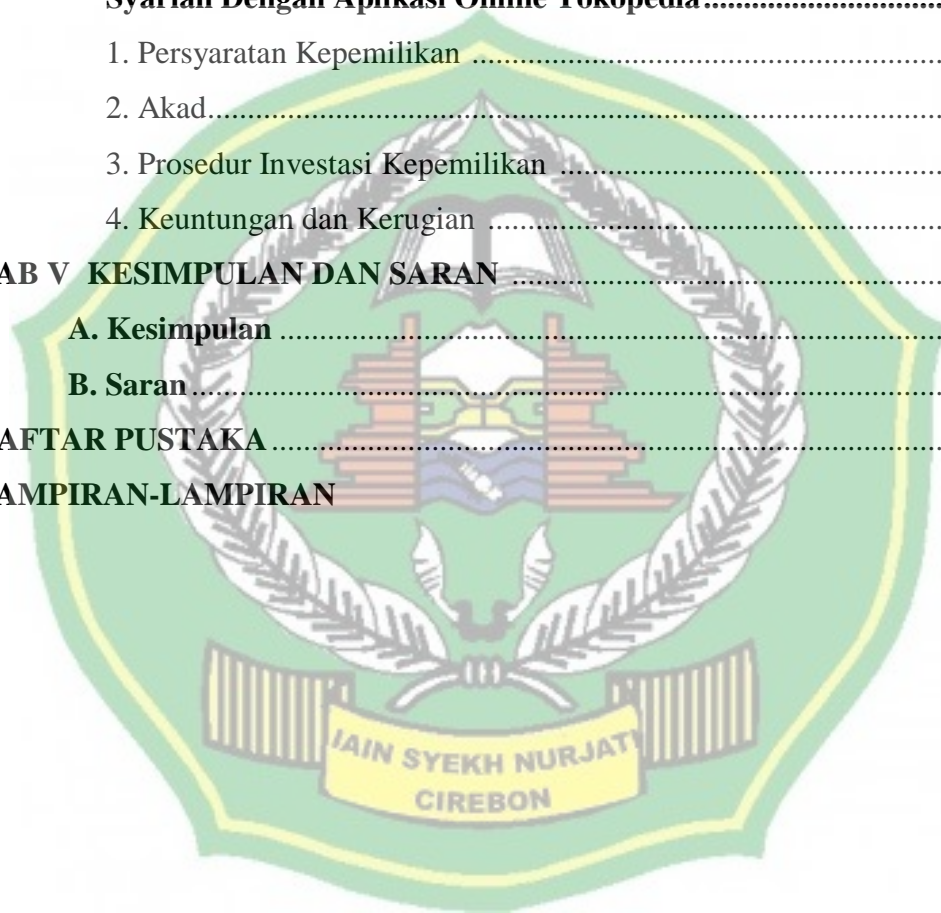 Syariah Dengan Aplikasi Online Tokopedia........................................
1. Persyaratan Kepemilikan ........................................................
2. Akad........................................................................................
3. Prosedur Investasi Kepemilikan .............................................
4. Keuntungan dan Kerugian ......................................................
AB V KESIMPULAN DAN SARAN ...................................................
A. Kesimpulan ................................................................................
B. Saran...........................................................................................
AFTAR PUSTAKA...............................................................................
AMPIRAN-LAMPIRAN
IAIN SYEKH NURJATI
CIREBON